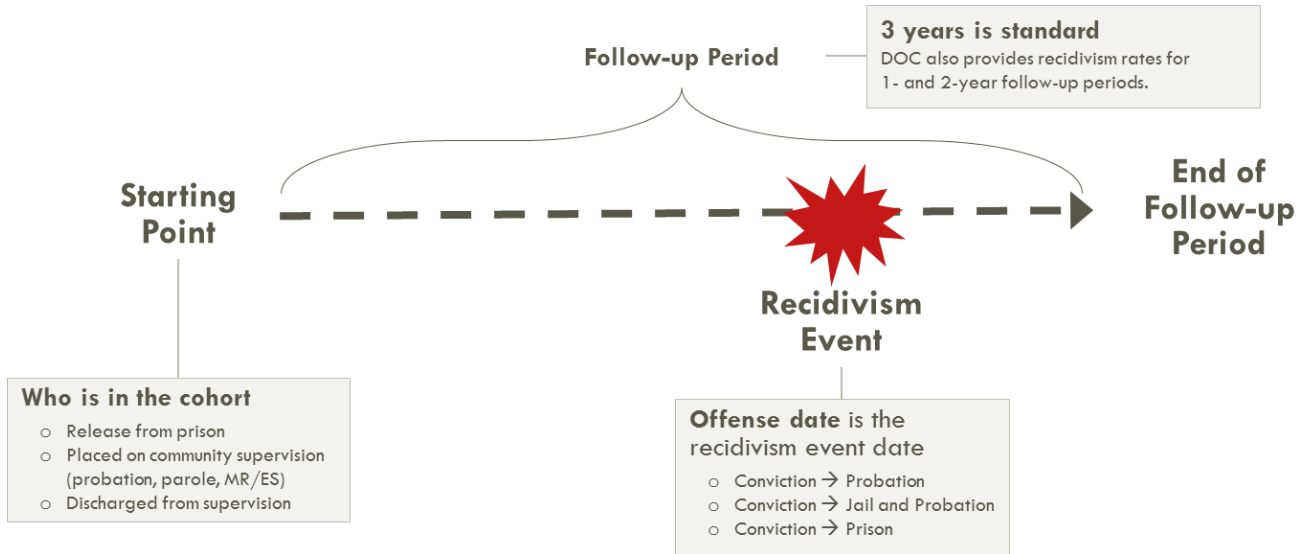 Follow-up Period
3 years is standard
DOC also provides recidivism rates for
1- and 2-year follow-up periods.
Starting
Point
End of
Follow-up
Period
Recidivism
Event
Who is in the cohort
o Release from prison
o Placed on community supervision
(probation, parole, MR/ES)
o Discharged from supervision
Offense date is the
recidivism event date
o Conviction → Probation
o Conviction → Jail and Probation
o Conviction → Prison